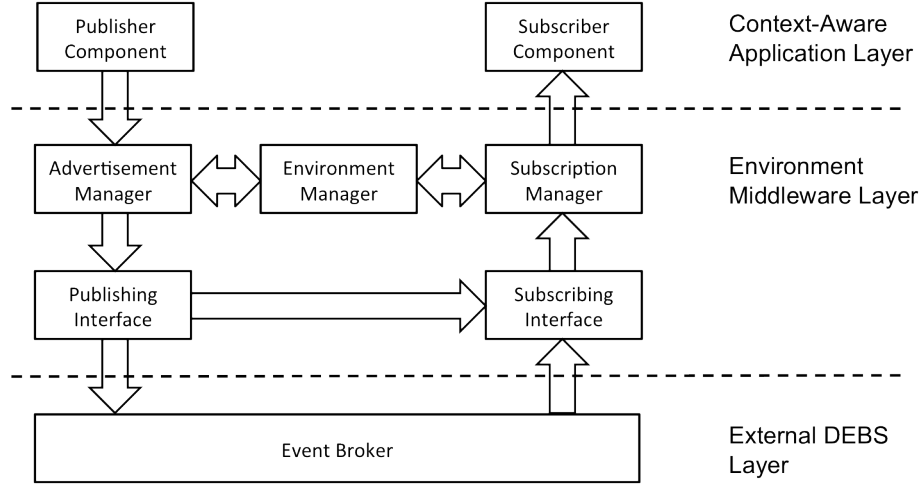 Publisher
Component
Subscriber
Component
Context-Aware
Application Layer
Advertisement
Manager
Environment
Manager
Subscription
Manager
Environment
Middleware Layer
Publishing
Interface
Subscribing
Interface
Event Broker
External DEBS
Layer